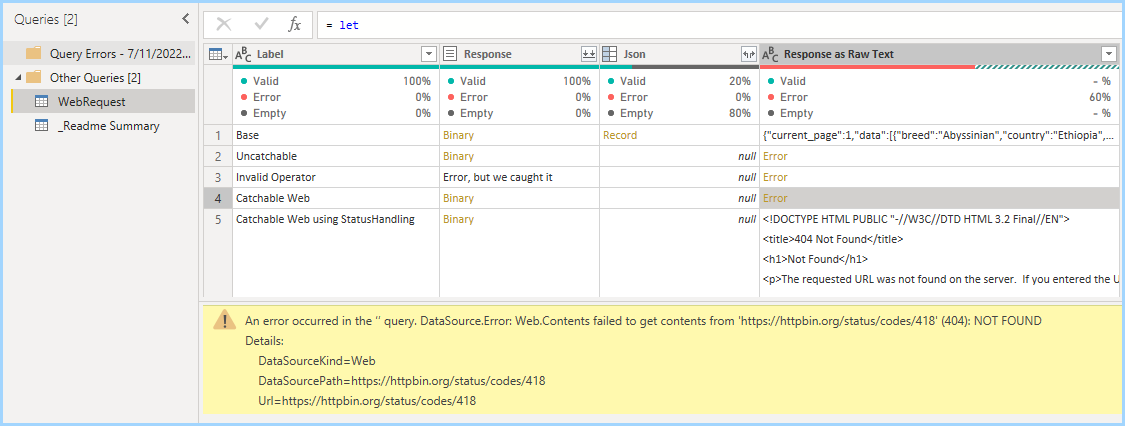 Queries [2]
fx = let
Query Errors - 7/11/2022...
Other Queries [2]
WebRequest
_Readme Summary
ABC Label Response Json ABC Response as Raw Text
Valid 100% Valid 100% Valid 20% Valid - %
Error 0% Error 0% Error 0% Error 60%
Empty 0% Empty 0% Empty 80% Empty - %
1 Base Binary Record {"current_page":1,"data":[{"breed":"Abyssinian","country":"Ethiopia",...
2 Uncatchable Binary null Error
3 Invalid Operator Error, but we caught it null Error
4 Catchable Web Binary null Error
5 Catchable Web using StatusHandling Binary null <!DOCTYPE HTML PUBLIC "-//W3C//DTD HTML 3.2 Final//EN">
<title>404 Not Found</title>
<h1>Not Found</h1>
<p>The requested URL was not found on the server. If you entered the U
An error occurred in the '' query. DataSource.Error: Web.Contents failed to get contents from 'https://httpbin.org/status/codes/418' (404): NOT FOUND
Details:
DataSourceKind=Web
DataSourcePath=https://httpbin.org/status/codes/418
Url=https://httpbin.org/status/codes/418